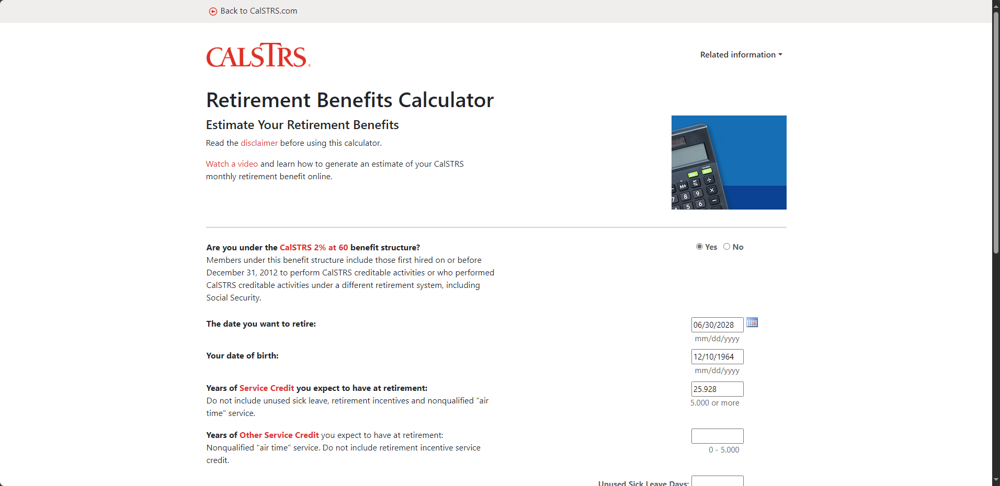 Back to CalSTRS.com
CALSTRS®
Related information
Retirement Benefits Calculator
Estimate Your Retirement Benefits
Read the disclaimer before using this calculator.
Watch a video and learn how to generate an estimate of your CalSTRS
monthly retirement benefit online.
M+
%
÷
7
8
9
×
4
5
6
−
Are you under the CalSTRS 2% at 60 benefit structure?
Yes No
Members under this benefit structure include those first hired on or before
December 31, 2012 to perform CalSTRS creditable activities or who performed
CalSTRS creditable activities under a different retirement system, including
Social Security.
The date you want to retire:
06/30/2028
mm/dd/yyyy
Your date of birth:
12/10/1964
mm/dd/yyyy
Years of Service Credit you expect to have at retirement:
25.928
Do not include unused sick leave, retirement incentives and nonqualified "air
time" service.
5.000 or more
Years of Other Service Credit you expect to have at retirement:
Nonqualified "air time" service. Do not include retirement incentive service
credit.
0 - 5.000
Unused Sick Leave Days: